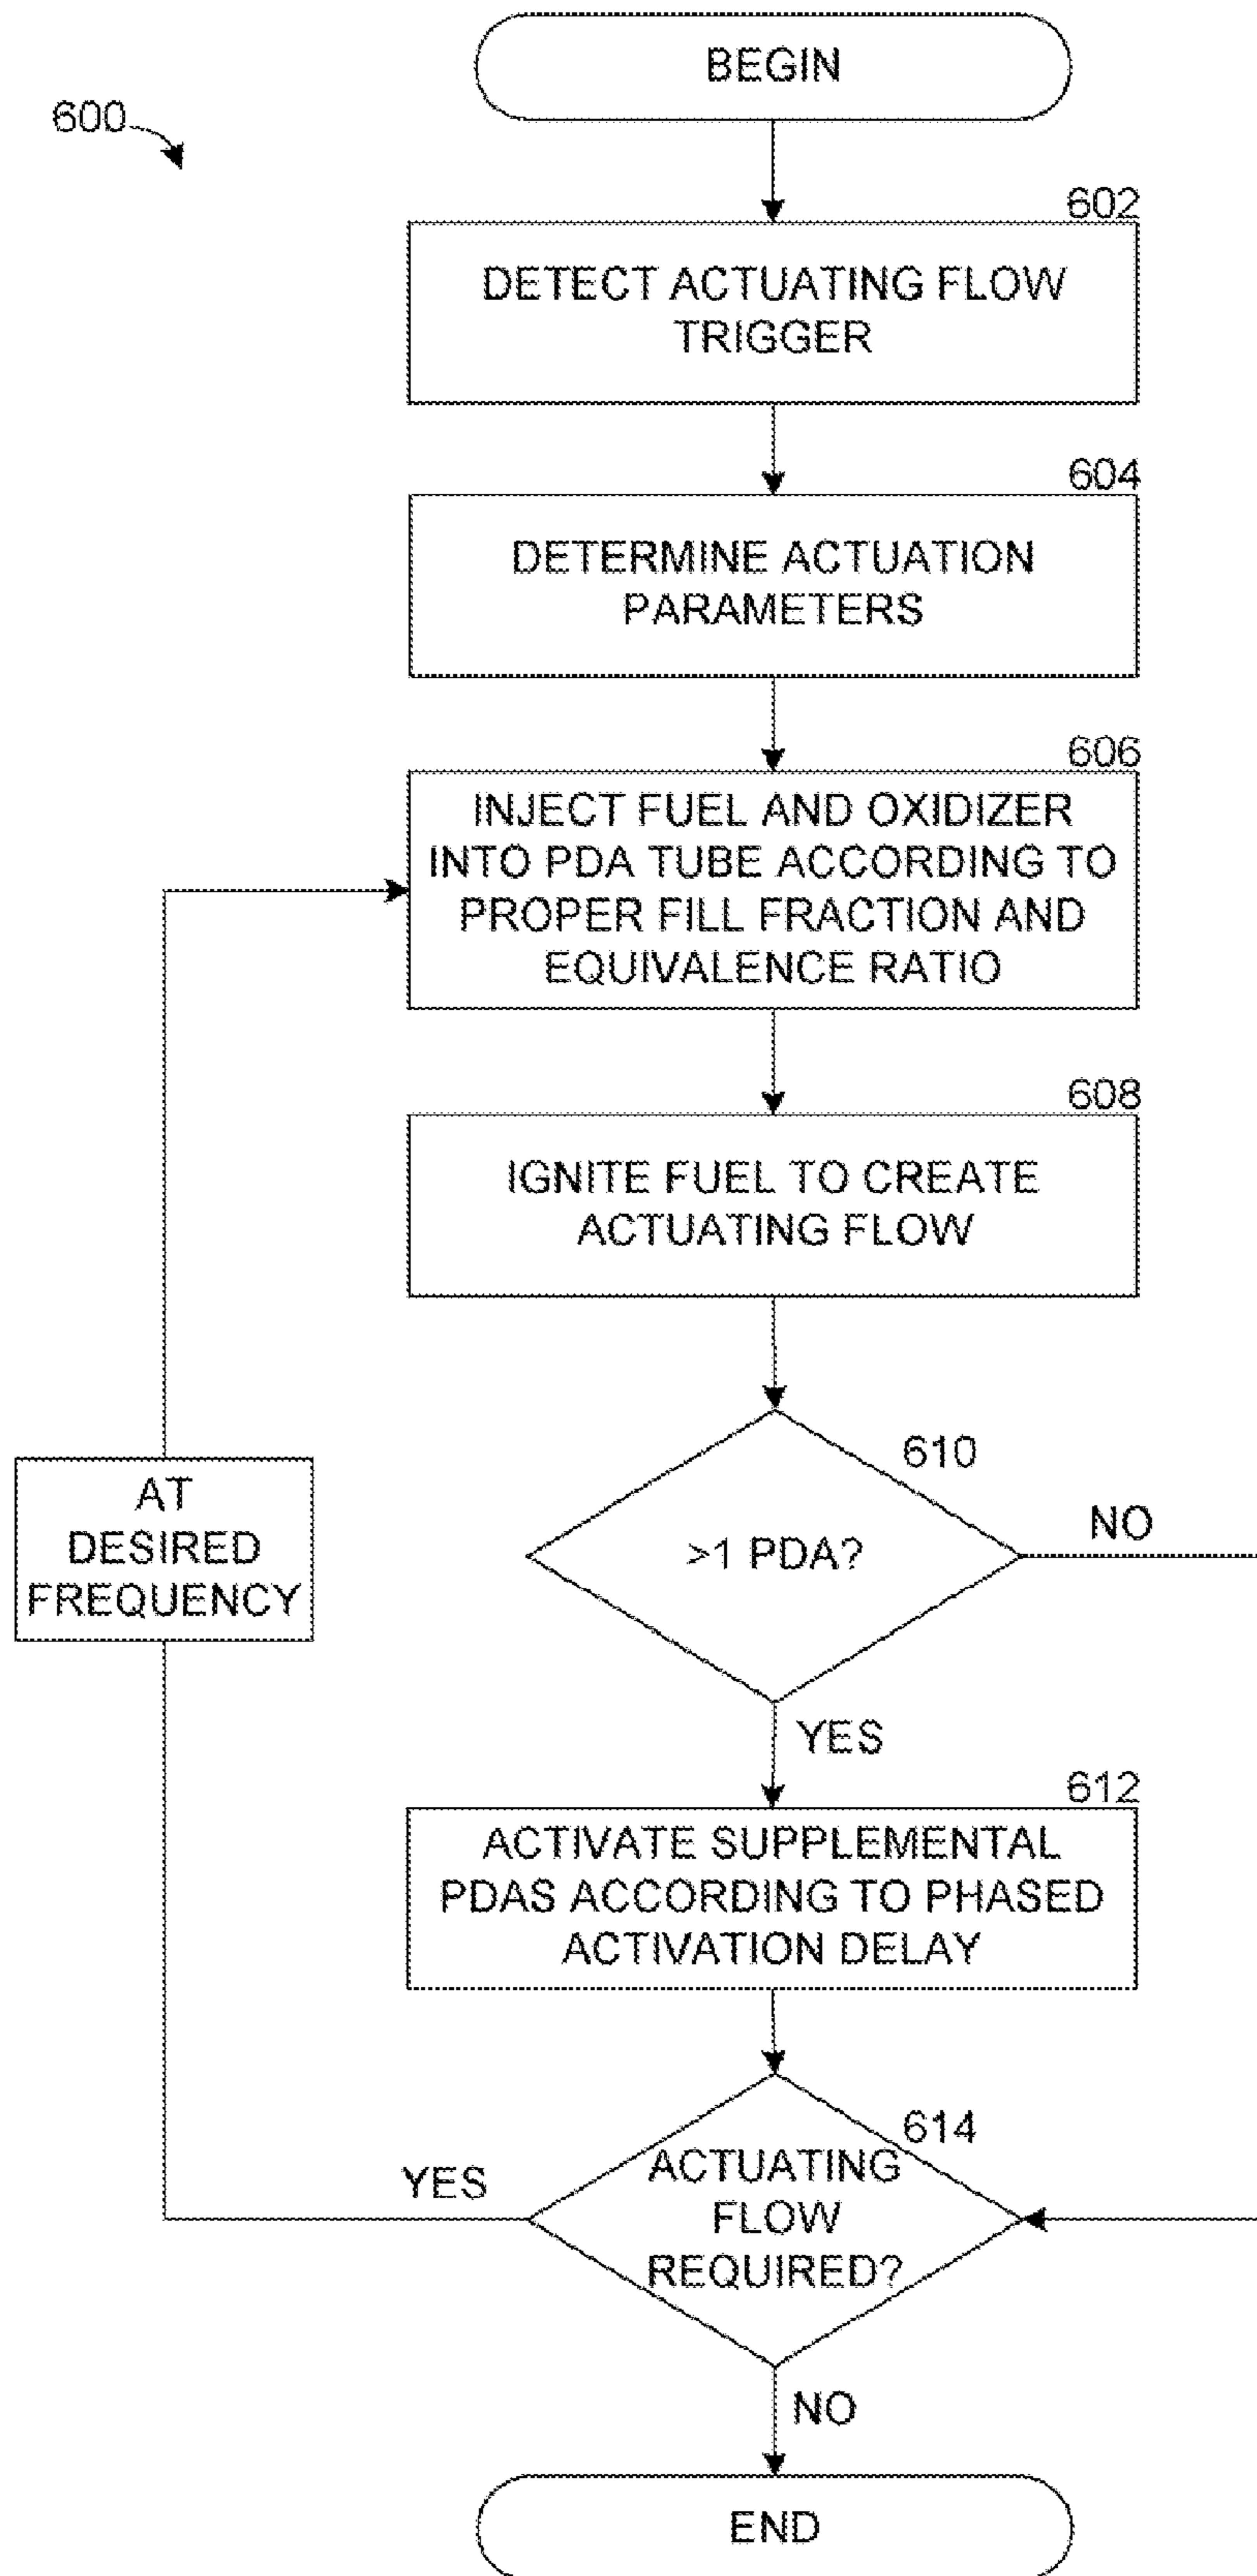 BEGIN
600
602
DETECT ACTUATING FLOW
TRIGGER
604
DETERMINE ACTUATION
PARAMETERS
606
INJECT FUEL AND OXIDIZER
INTO PDA TUBE ACCORDING TO
PROPER FILL FRACTION AND
EQUIVALENCE RATIO
608
IGNITE FUEL TO CREATE
ACTUATING FLOW
610
>1 PDA?
NO
AT
DESIRED
FREQUENCY
YES
612
ACTIVATE SUPPLEMENTAL
PDAS ACCORDING TO PHASED
ACTIVATION DELAY
614
ACTUATING
FLOW
REQUIRED?
YES
NO
END